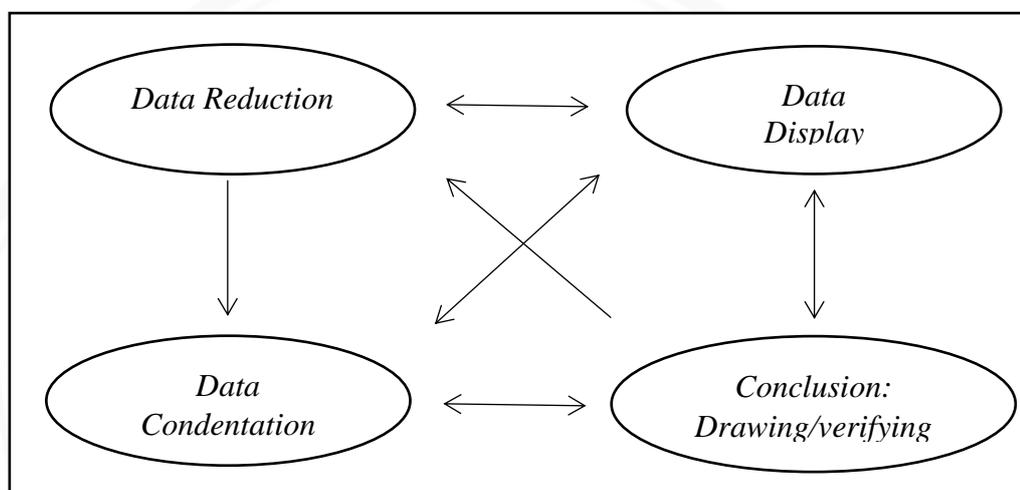 Data Reduction
Data
Display
Data
Condentation
Conclusion:
Drawing/verifying